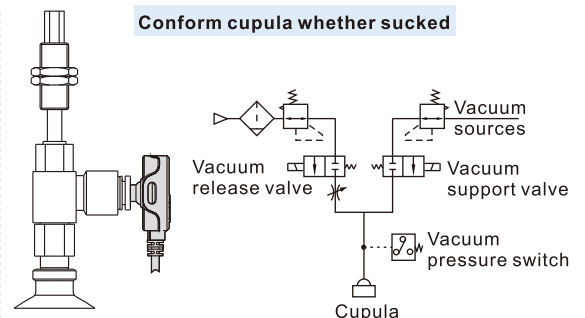 Conform cupula whether sucked
Vacuum
sources
Vacuum
release valve
Vacuum
support valve
Vacuum
pressure switch
Cupula